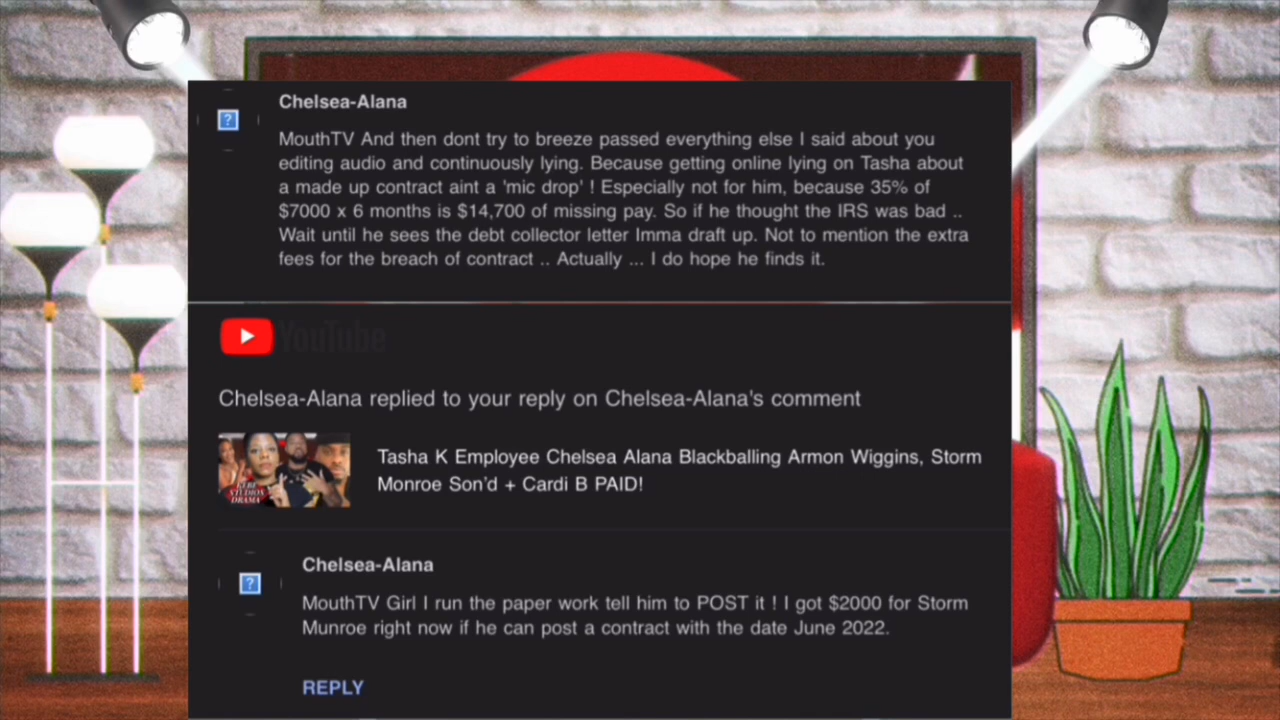 Chelsea-Alana
MouthTV And then dont try to breeze passed everything else I said about you
editing audio and continuously lying. Because getting online lying on Tasha about
a made up contract aint a 'mic drop' ! Especially not for him, because 35% of
$7000 x 6 months is $14,700 of missing pay. So if he thought the IRS was bad ..
Wait until he sees the debt collector letter Imma draft up. Not to mention the extra
fees for the breach of contract .. Actually ... I do hope he finds it.
YouTube
Chelsea-Alana replied to your reply on Chelsea-Alana's comment
Tasha K Employee Chelsea Alana Blackballing Armon Wiggins, Storm
Monroe Son'd + Cardi B PAID!
KEBE
STUDIOS
DRAMA
Chelsea-Alana
MouthTV Girl I run the paper work tell him to POST it ! I got $2000 for Storm
Munroe right now if he can post a contract with the date June 2022.
REPLY